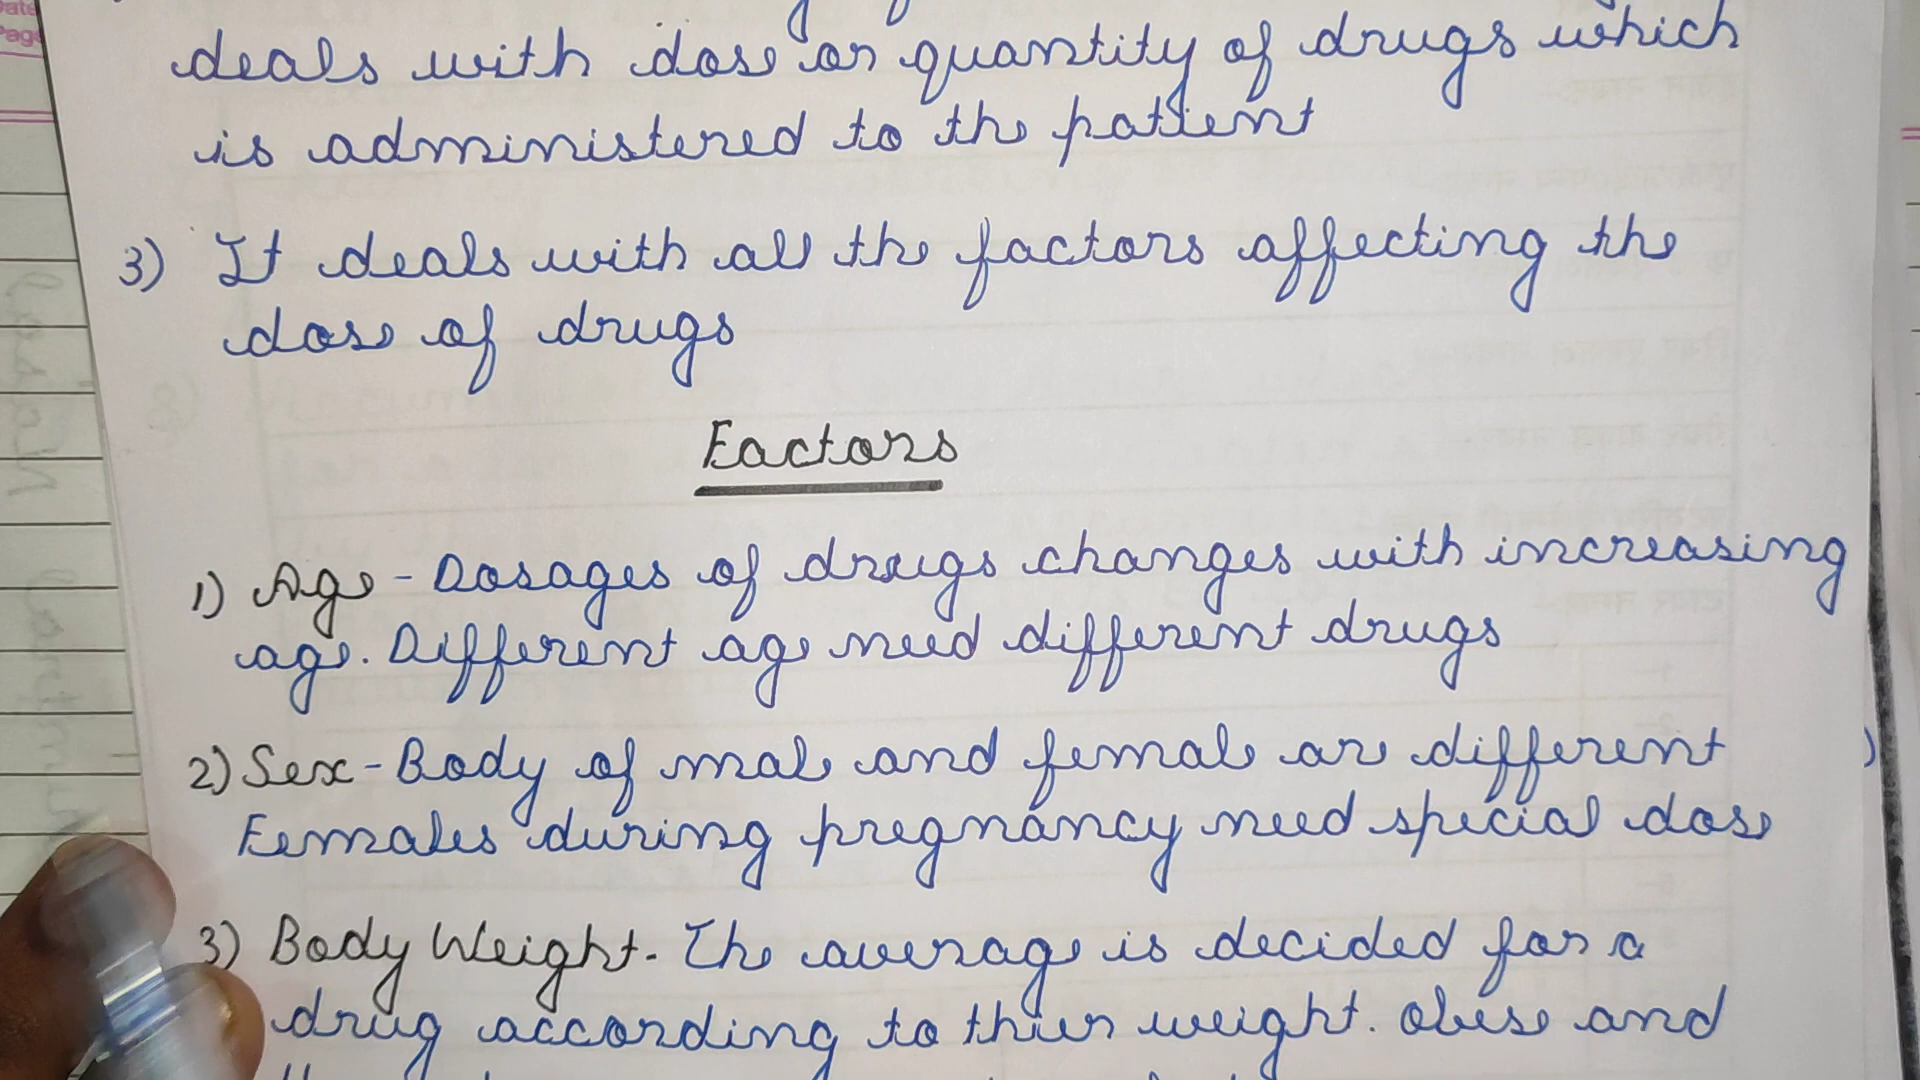 deals with dose or quantity of drugs which
is administered to the patient
3) It deals with all the factors affecting the
dose of drugs
Factors
1) Age - Dosages of drugs changes with increasing
age. Different age need different drugs
2) Sex - Body of male and female are different
Females during pregnancy need special dose
3) Body Weight - The average is decided for a
drug according to thier weight. Obese and